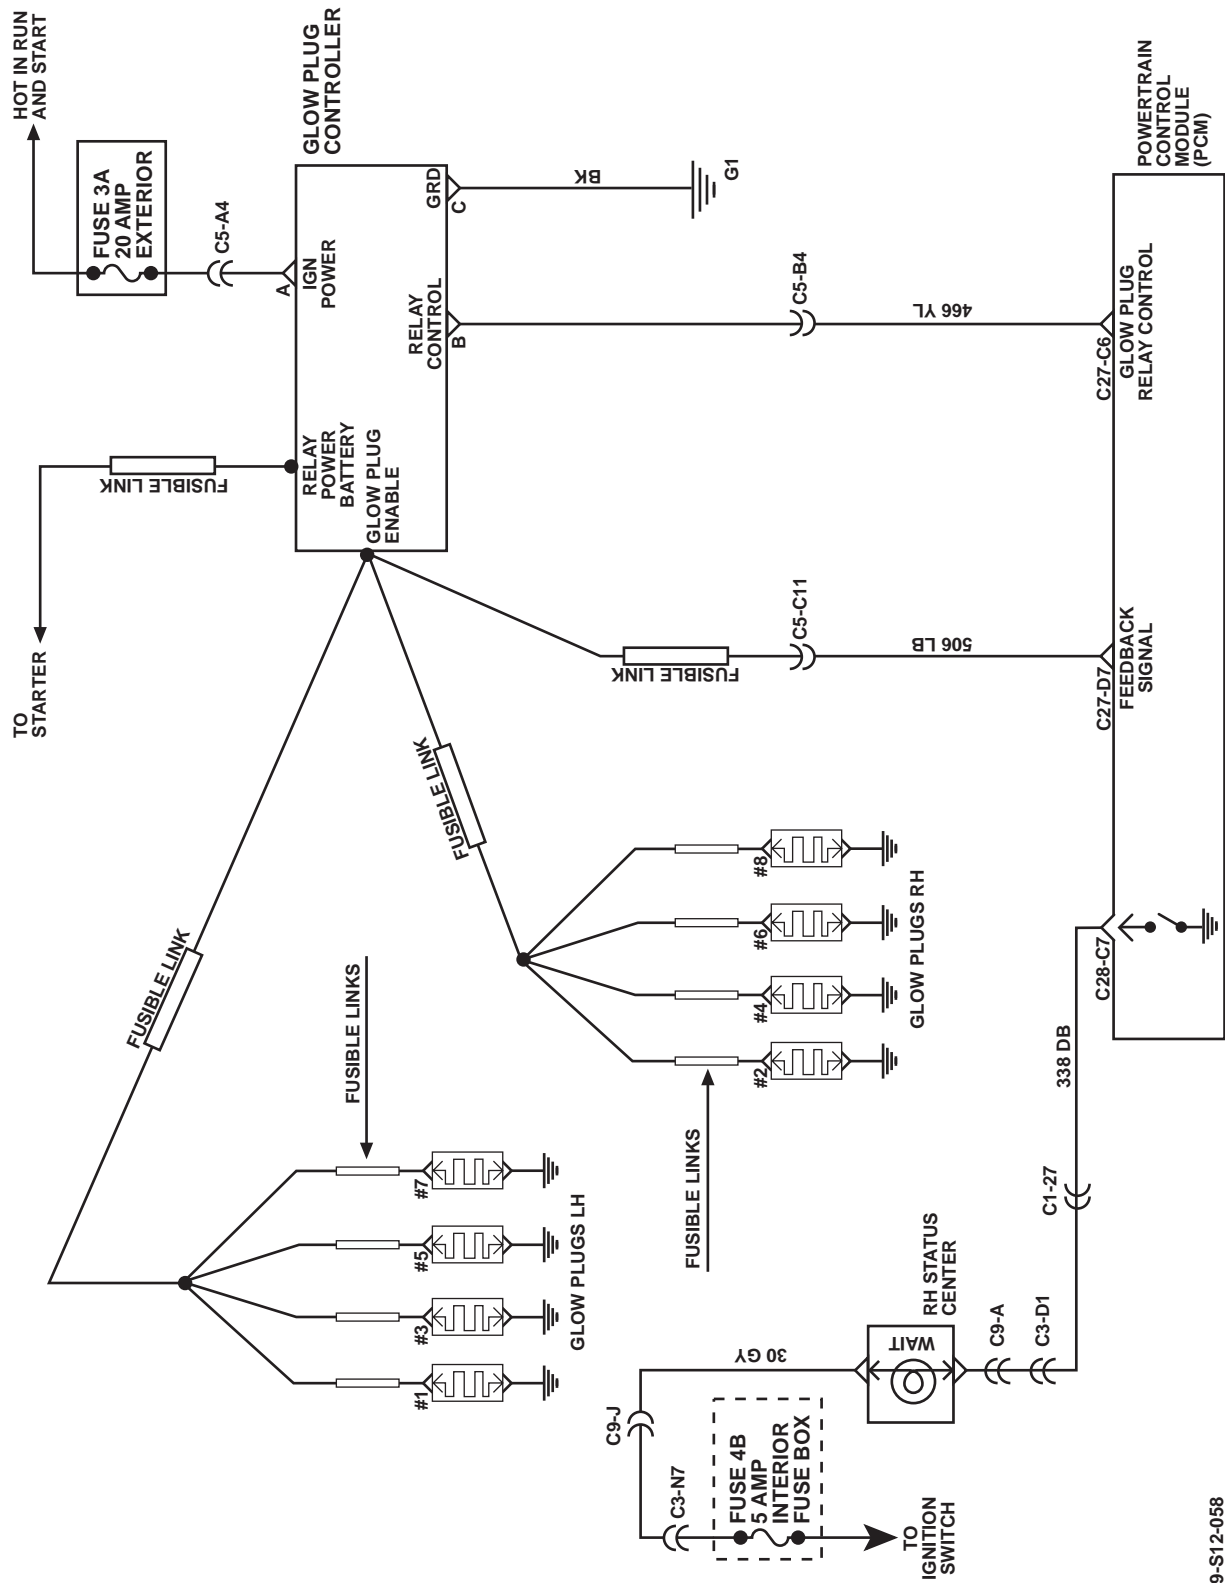 HOT IN RUN
AND START
FUSE 3A
20 AMP
EXTERIOR
C5-A4
GLOW PLUG
CONTROLLER
A
IGN
POWER
GRD
C
BK
G1
RELAY
CONTROL
B
C5-B4
466 YL
C27-C6
GLOW PLUG
RELAY CONTROL
POWERTRAIN
CONTROL
MODULE
(PCM)
TO
STARTER
FUSIBLE LINK
RELAY
POWER
BATTERY
GLOW PLUG
ENABLE
FUSIBLE LINK
C5-C11
506 LB
C27-D7
FEEDBACK
SIGNAL
FUSIBLE LINK
FUSIBLE LINK
FUSIBLE LINKS
#8
#6
#4
#2
GLOW PLUGS RH
FUSIBLE LINKS
#7
#5
#3
#1
GLOW PLUGS LH
C28-C7
338 DB
C1-27
RH STATUS
CENTER
WAIT
C9-A
C3-D1
30 GY
C9-J
C3-N7
FUSE 4B
5 AMP
INTERIOR
FUSE BOX
TO
IGNITION
SWITCH
9-S12-058